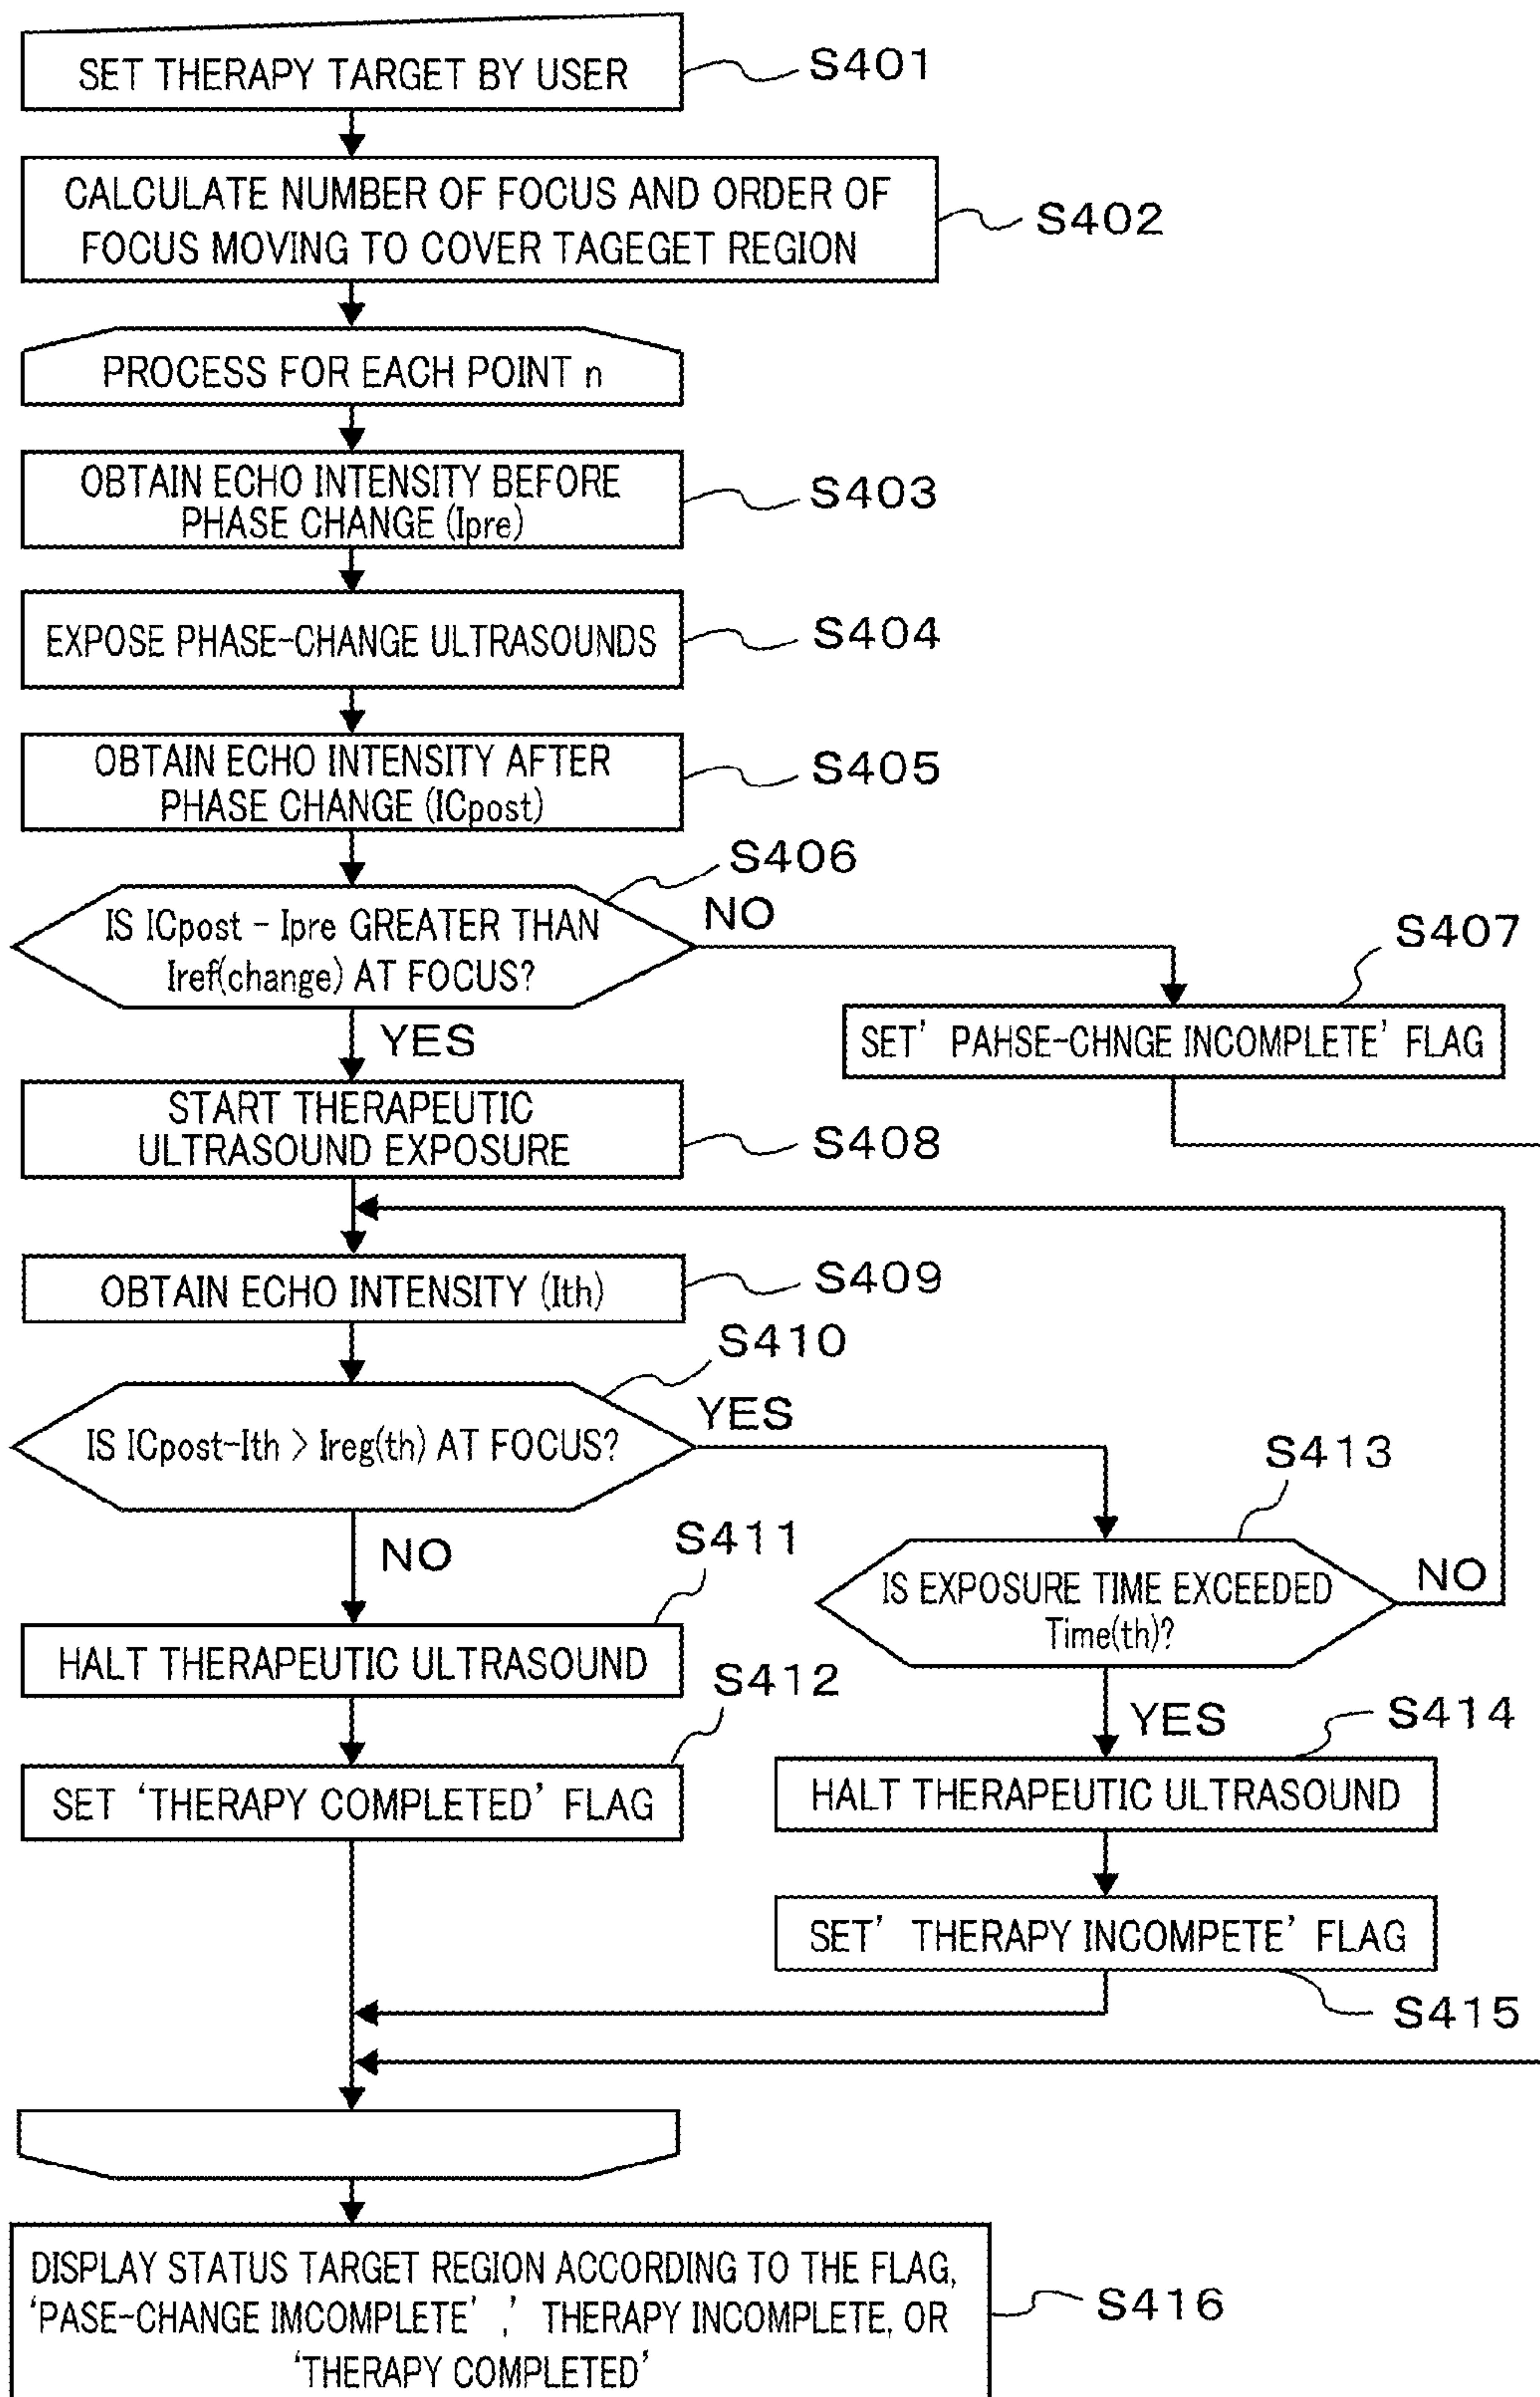 SET THERAPY TARGET BY USER
S401
CALCULATE NUMBER OF FOCUS AND ORDER OF
FOCUS MOVING TO COVER TAGEGET REGION
S402
PROCESS FOR EACH POINT n
OBTAIN ECHO INTENSITY BEFORE
PHASE CHANGE (Ipre)
S403
EXPOSE PHASE-CHANGE ULTRASOUNDS
S404
OBTAIN ECHO INTENSITY AFTER
PHASE CHANGE (ICpost)
S405
S406
IS ICpost - Ipre GREATER THAN
Iref(change) AT FOCUS?
NO
S407
SET' PAHSE-CHNGE INCOMPLETE' FLAG
YES
START THERAPEUTIC
ULTRASOUND EXPOSURE
S408
OBTAIN ECHO INTENSITY (Ith)
S409
S410
IS ICpost-Ith > Ireg(th) AT FOCUS?
YES
S413
IS EXPOSURE TIME EXCEEDED
Time(th)?
NO
NO
S411
HALT THERAPEUTIC ULTRASOUND
S412
SET 'THERAPY COMPLETED' FLAG
YES
S414
HALT THERAPEUTIC ULTRASOUND
SET' THERAPY INCOMPETE' FLAG
S415
DISPLAY STATUS TARGET REGION ACCORDING TO THE FLAG,
'PASE-CHANGE IMCOMPLETE' ,' THERAPY INCOMPLETE, OR
'THERAPY COMPLETED'
S416